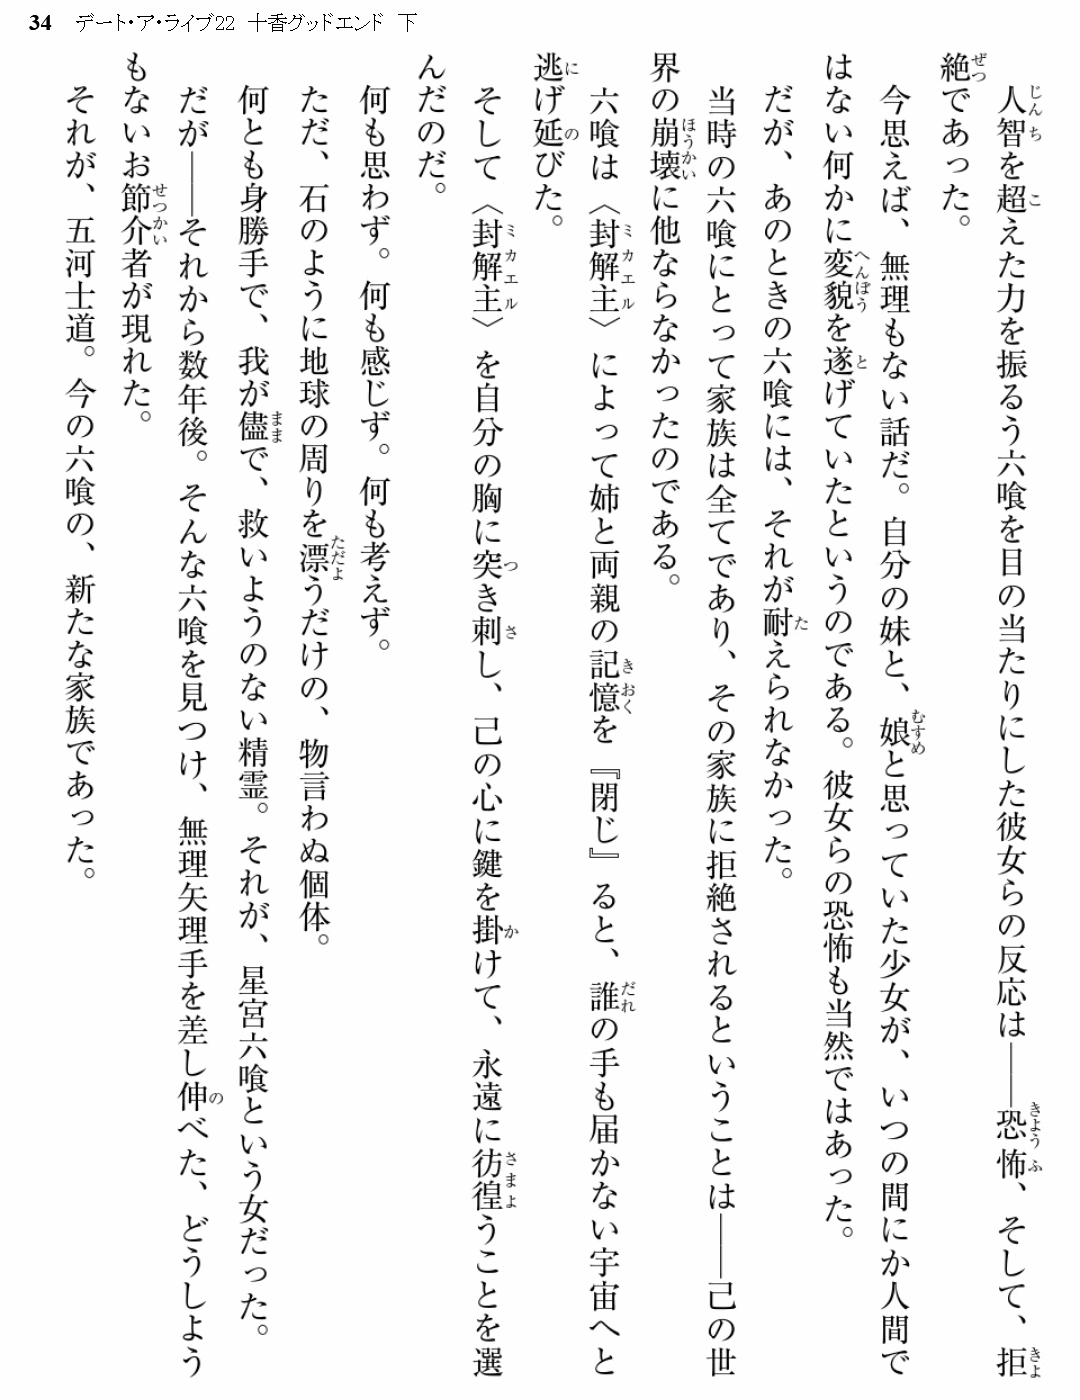 34 デート・ア・ライブ22 十香グッドエンド 下
人智を超えた力を振るう六喰を目の当たりにした彼女らの反応は――恐怖、そして、拒
絶であった。
今思えば、無理もない話だ。自分の妹と、娘と思っていた少女が、いつの間にか人間で
はない何かに変貌を遂げていたというのである。彼女らの恐怖も当然ではあった。
だが、あのときの六喰には、それが耐えられなかった。
当時の六喰にとって家族は全てであり、その家族に拒絶されるということは――己の世
界の崩壊に他ならなかったのである。
六喰は〈封解主〉によって姉と両親の記憶を『閉じ』ると、誰の手も届かない宇宙へと
逃げ延びた。
そして〈封解主〉を自分の胸に突き刺し、己の心に鍵を掛けて、永遠に彷徨うことを選
んだのだ。
何も思わず。何も感じず。何も考えず。
ただ、石のように地球の周りを漂うだけの、物言わぬ個体。
何とも身勝手で、我が儘で、救いようのない精霊。それが、星宮六喰という女だった。
だが――それから数年後。そんな六喰を見つけ、無理矢理手を差し伸べた、どうしよう
もないお節介者が現れた。
それが、五河士道。今の六喰の、新たな家族であった。